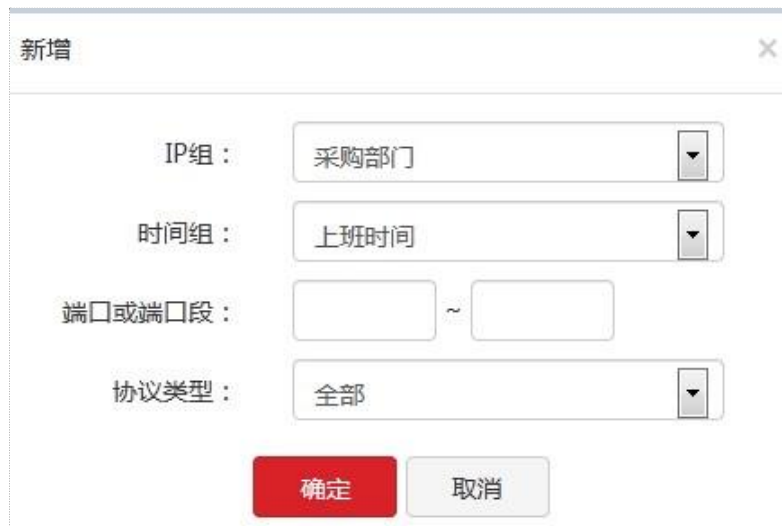 新增 ×
IP组： 采购部门
时间组： 上班时间
端口或端口段： ~
协议类型： 全部
确定 取消